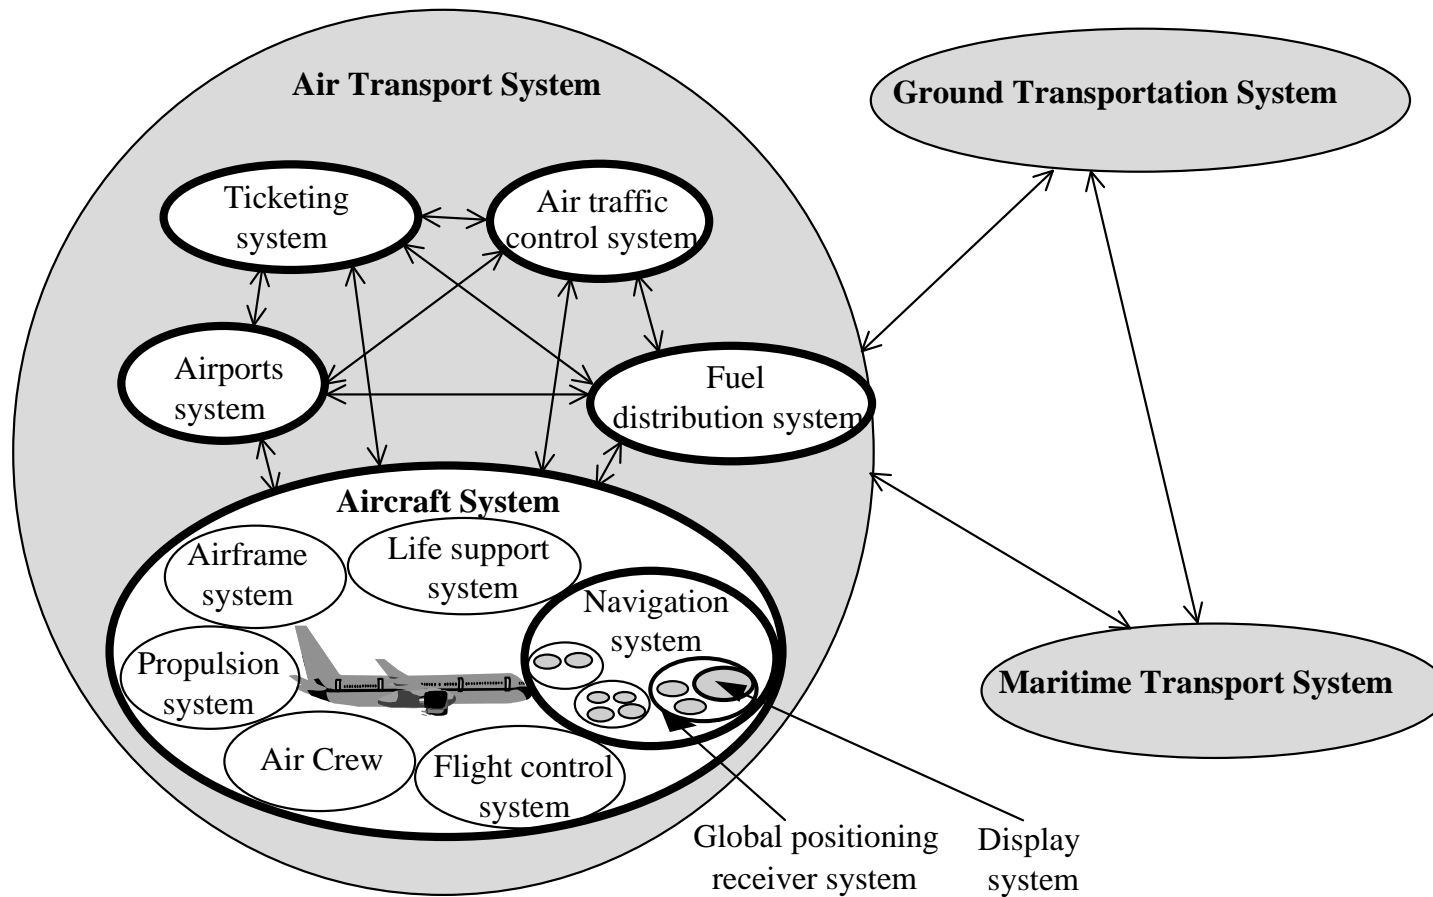 Air Transport System
Ground Transportation System
Ticketing
system
Air traffic
control system
Airports
system
Fuel
distribution system
Aircraft System
Airframe
system
Life support
system
Navigation
system
Propulsion
system
Air Crew
Flight control
system
Maritime Transport System
Global positioning
receiver system
Display
system